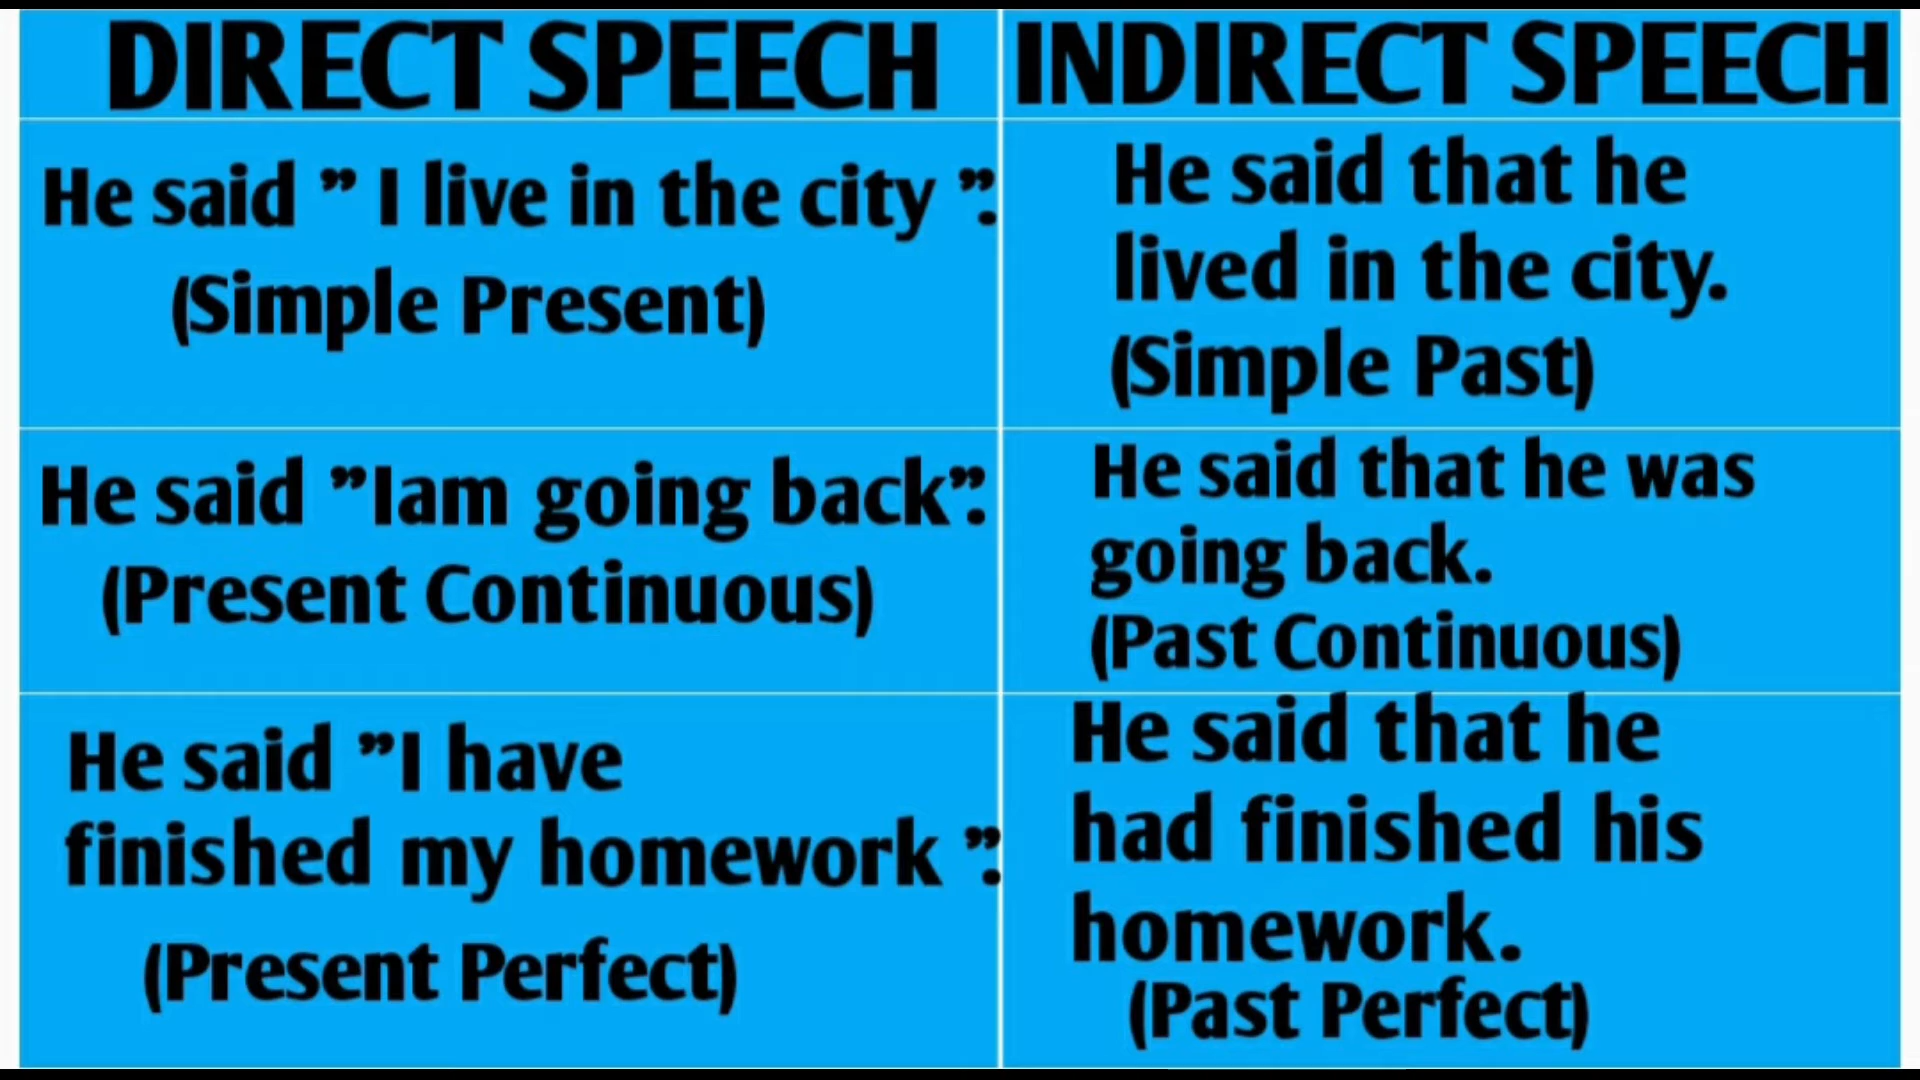 DIRECT SPEECH
INDIRECT SPEECH
He said ” I live in the city ”.
(Simple Present)
He said that he
lived in the city.
(Simple Past)
He said ”Iam going back”.
(Present Continuous)
He said that he was
going back.
(Past Continuous)
He said ”I have
finished my homework ”.
(Present Perfect)
He said that he
had finished his
homework.
(Past Perfect)